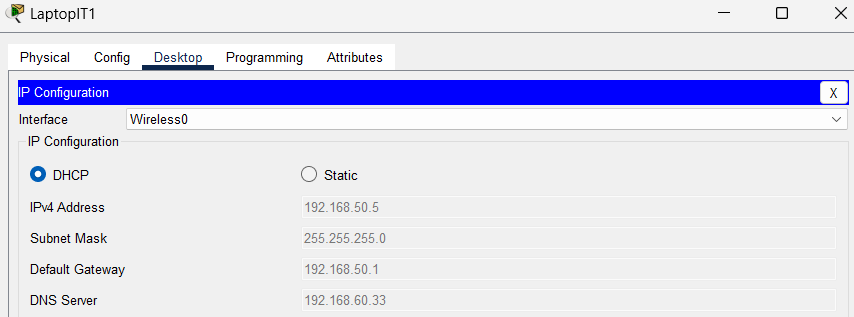 LaptopIT1
Physical Config Desktop Programming Attributes
IP Configuration X
Interface Wireless0
IP Configuration
DHCP Static
IPv4 Address 192.168.50.5
Subnet Mask 255.255.255.0
Default Gateway 192.168.50.1
DNS Server 192.168.60.33